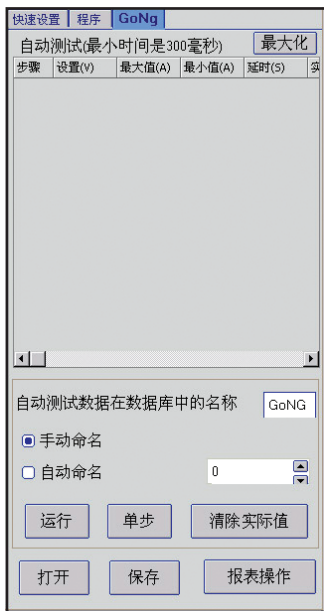 快速设置 程序 GoNg
自动测试(最小时间是300毫秒) 最大化
步骤 设置(V) 最大值(A) 最小值(A) 延时(S)
自动测试数据在数据库中的名称 GoNG
手动命名
自动命名 0
运行 单步 清除实际值
打开 保存 报表操作